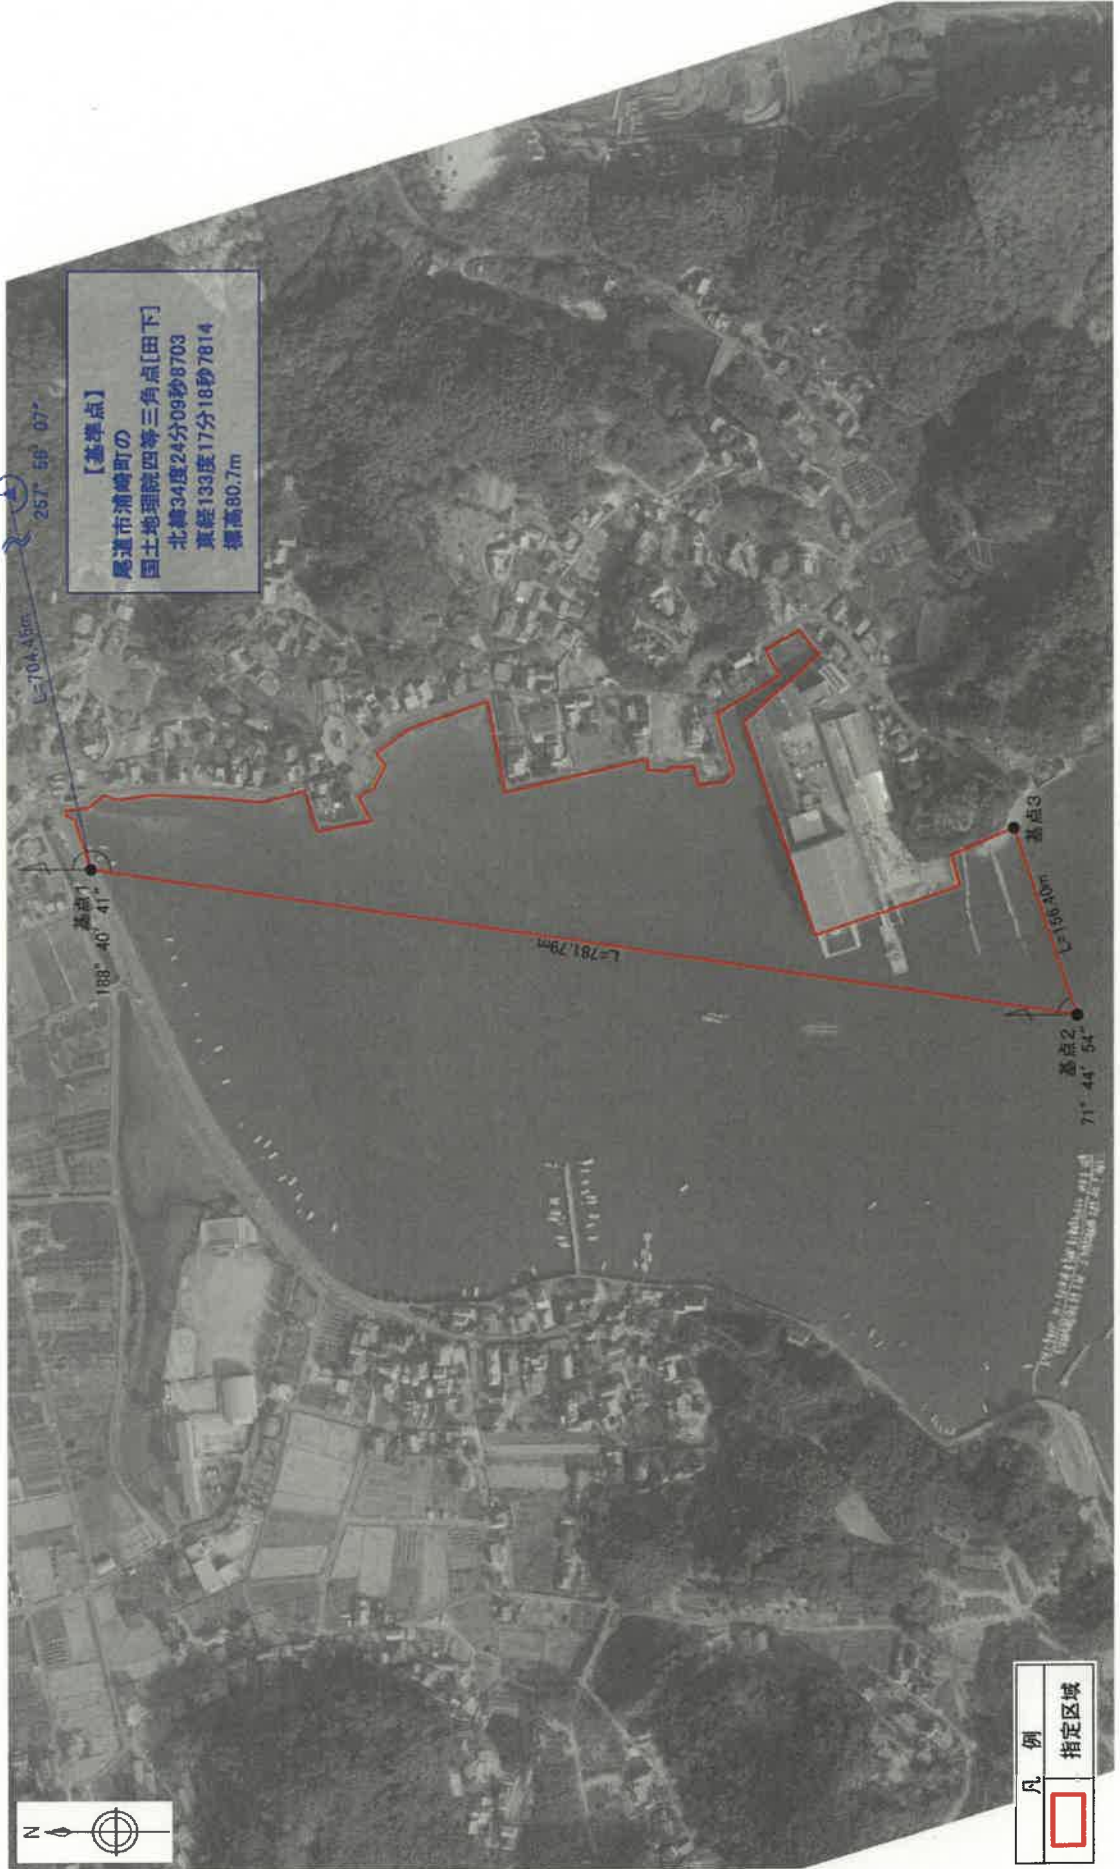 N
L=704.45m
257° 56′ 07″
【基準点】
尾道市浦崎町の
国土地理院四等三角点[田下]
北緯34度24分09秒8703
東経133度17分18秒7814
標高80.7m
基点1
188° 40′ 41″
L=781.79m
基点2
71° 44′ 54″
L=156.40m
基点3
凡例
指定区域